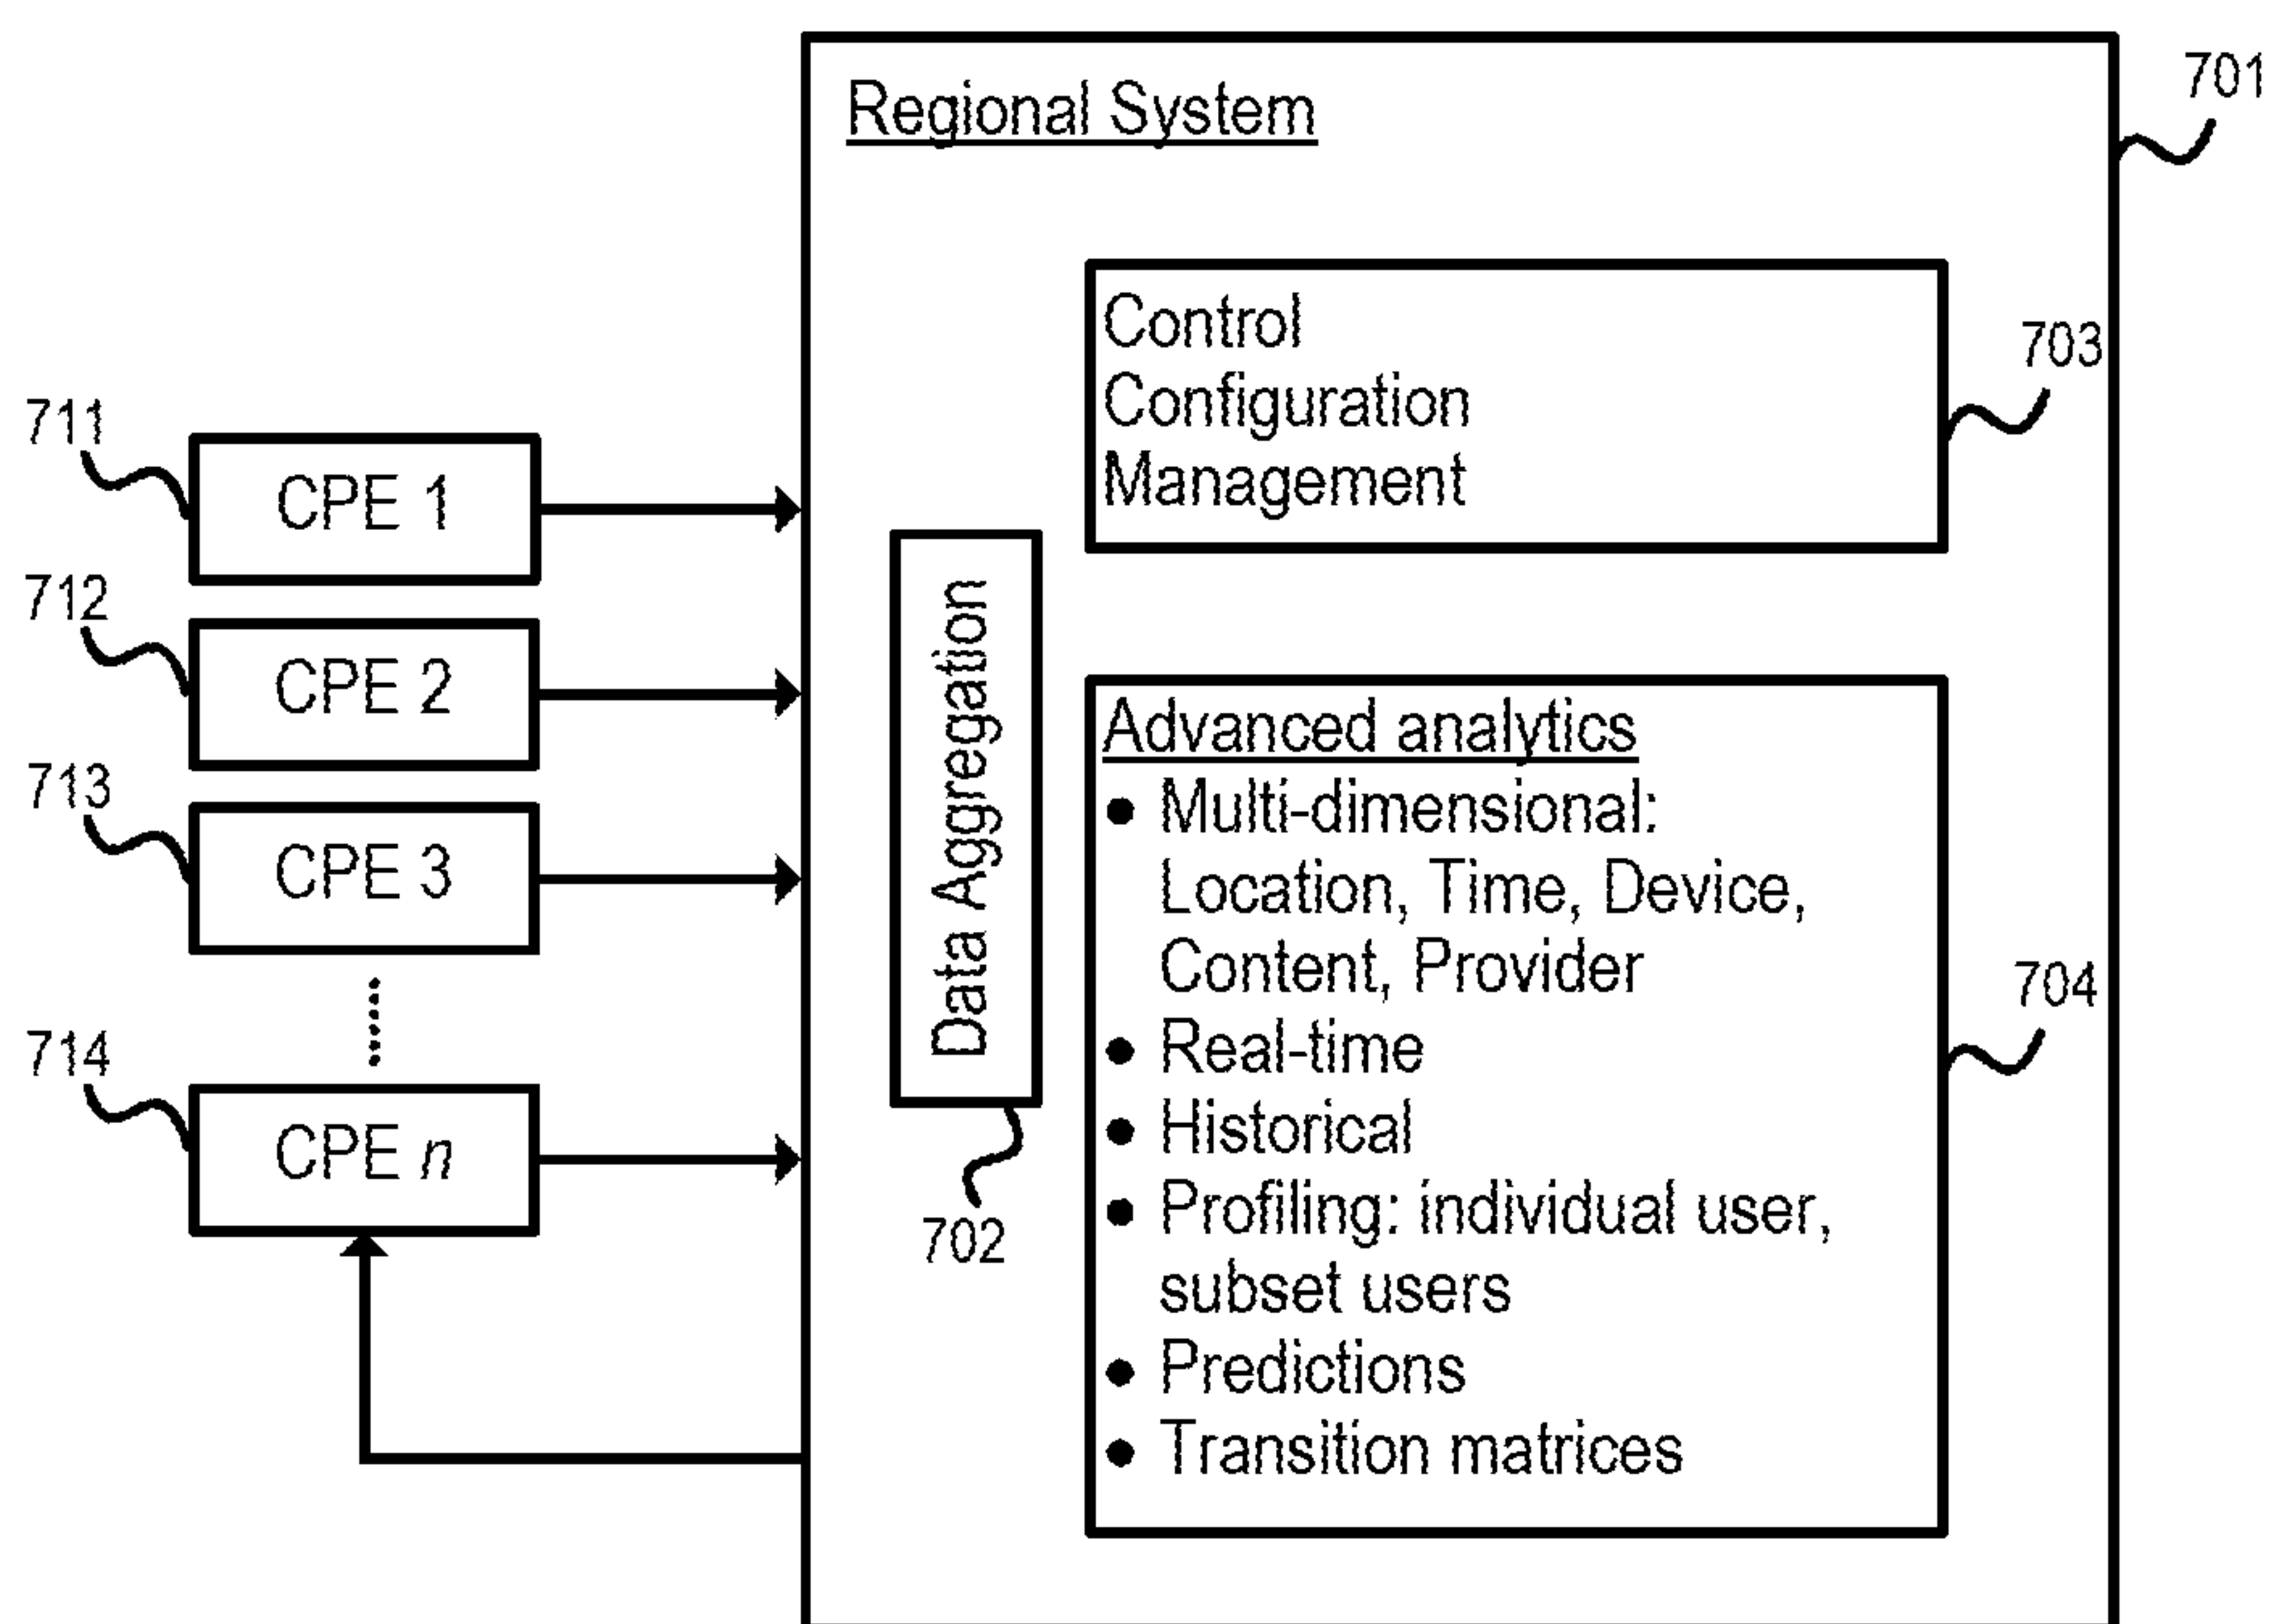 Regional System
701
Control
Configuration
Management
703
711
CPE 1
712
CPE 2
713
CPE 3
714
CPE n
Data Aggregation
702
Advanced analytics
• Multi-dimensional:
Location, Time, Device,
Content, Provider
• Real-time
• Historical
• Profiling: individual user,
subset users
• Predictions
• Transition matrices
704